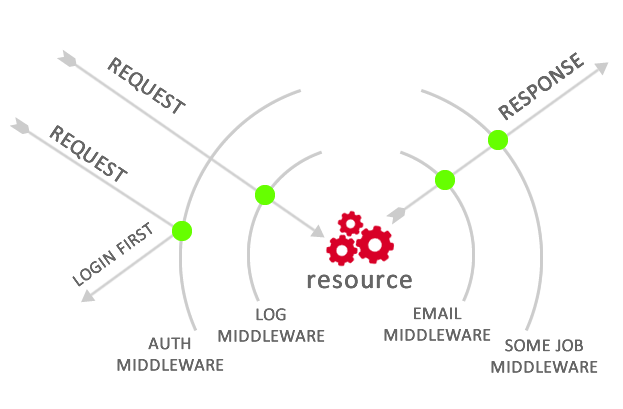 REQUEST
RESPONSE
REQUEST
LOGIN FIRST
resource
LOG
MIDDLEWARE
EMAIL
MIDDLEWARE
AUTH
MIDDLEWARE
SOME JOB
MIDDLEWARE